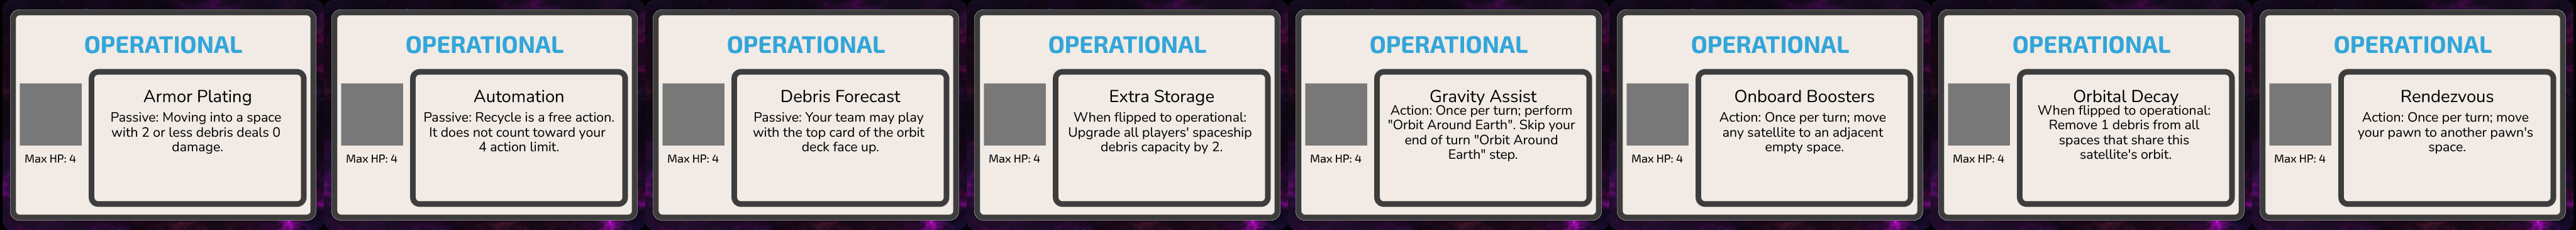 OPERATIONAL
Armor Plating
Passive: Moving into a space
with 2 or less debris deals 0
damage.
Max HP: 4
OPERATIONAL
Automation
Passive: Recycle is a free action.
It does not count toward your
4 action limit.
Max HP: 4
OPERATIONAL
Debris Forecast
Passive: Your team may play
with the top card of the orbit
deck face up.
Max HP: 4
OPERATIONAL
Extra Storage
When flipped to operational:
Upgrade all players' spaceship
debris capacity by 2.
Max HP: 4
OPERATIONAL
Gravity Assist
Action: Once per turn; perform
"Orbit Around Earth". Skip your
end of turn "Orbit Around
Earth" step.
Max HP: 4
OPERATIONAL
Onboard Boosters
Action: Once per turn; move
any satellite to an adjacent
empty space.
Max HP: 4
OPERATIONAL
Orbital Decay
When flipped to operational:
Remove 1 debris from all
spaces that share this
satellite's orbit.
Max HP: 4
OPERATIONAL
Rendezvous
Action: Once per turn; move
your pawn to another pawn's
space.
Max HP: 4